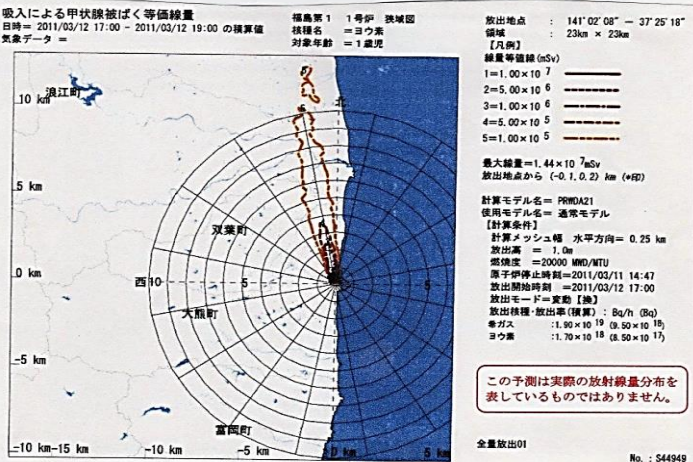 吸入による甲状腺被ばく等価線量
日時= 2011/03/12 17:00 - 2011/03/12 19:00 の積算値
気象データ =
福島第1 1号炉 狭域図
核種名 =ヨウ素
対象年齢 =1歳児
放出地点 : 141°02'08" - 37°25'18"
領域 : 23km × 23km
【凡例】
線量等値線(mSv)
1=1.00×10 7
2=5.00×10 6
3=1.00×10 6
4=5.00×10 5
5=1.00×10 5
最大線量=1.44×10 7mSv
放出地点から (-0.1,0.2) km (*印)
計算モデル名= PRWDA21
使用モデル名= 通常モデル
【計算条件】
計算メッシュ幅 水平方向= 0.25 km
放出高 = 1.0m
燃焼度 =20000 MWD/MTU
原子炉停止時刻=2011/03/11 14:47
放出開始時刻 =2011/03/12 17:00
放出モード=変動【換】
放出核種・放出率(積算) : Bq/h (Bq)
希ガス :1.90×10 19 (9.50×10 18)
ヨウ素 :1.70×10 18 (8.50×10 17)
この予測は実際の放射線量分布を
表しているものではありません。
全量放出01
No. : S44949
浪江町
10 km
北
5
5 km
双葉町
0 km
西10
5
5
大熊町
-5 km
5
富岡町
-10 km
-15 km
-10 km
-5 km
0 km
5 km